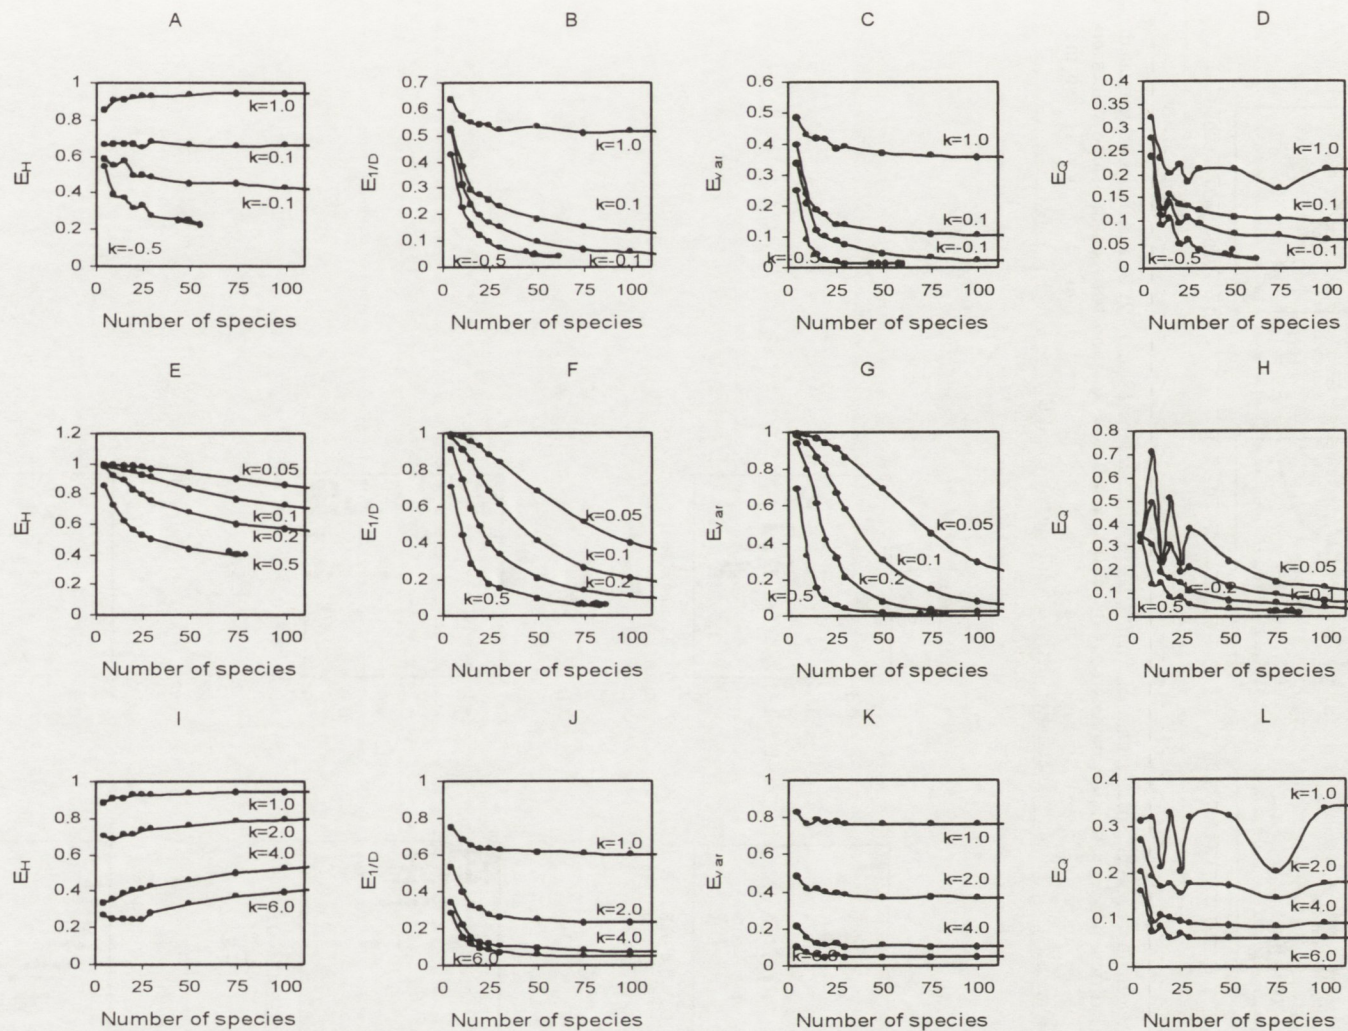 A
B
C
D
E_H
1
0.8
0.6
0.4
0.2
0
k=1.0
k=0.1
k=-0.1
k=-0.5
0 25 50 75 100
Number of species
E_1/D
0.7
0.6
0.5
0.4
0.3
0.2
0.1
0
k=1.0
k=0.1
k=-0.5
k=-0.1
0 25 50 75 100
Number of species
E_var
0.6
0.5
0.4
0.3
0.2
0.1
0
k=1.0
k=0.1
k=-0.1
k=-0.5
0 25 50 75 100
Number of species
E_Q
0.4
0.35
0.3
0.25
0.2
0.15
0.1
0.05
0
k=1.0
k=0.1
k=-0.1
k=-0.5
0 25 50 75 100
Number of species
E
F
G
H
E_H
1.2
1
0.8
0.6
0.4
0.2
0
k=0.05
k=0.1
k=0.2
k=0.5
0 25 50 75 100
Number of species
E_1/D
1
0.8
0.6
0.4
0.2
0
k=0.05
k=0.1
k=0.2
k=0.5
0 25 50 75 100
Number of species
E_var
1
0.8
0.6
0.4
0.2
0
k=0.05
k=0.1
k=0.2
k=0.5
0 25 50 75 100
Number of species
E_Q
0.8
0.7
0.6
0.5
0.4
0.3
0.2
0.1
0
k=0.05
k=-0.2
k=0.1
k=0.5
0 25 50 75 100
Number of species
I
J
K
L
E_H
1
0.8
0.6
0.4
0.2
0
k=1.0
k=2.0
k=4.0
k=6.0
0 25 50 75 100
Number of species
E_1/D
1
0.8
0.6
0.4
0.2
0
k=1.0
k=2.0
k=4.0
k=6.0
0 25 50 75 100
Number of species
E_var
1
0.8
0.6
0.4
0.2
0
k=1.0
k=2.0
k=4.0
0 25 50 75 100
Number of species
E_Q
0.4
0.3
0.2
0.1
0
k=1.0
k=2.0
k=4.0
k=6.0
0 25 50 75 100
Number of species